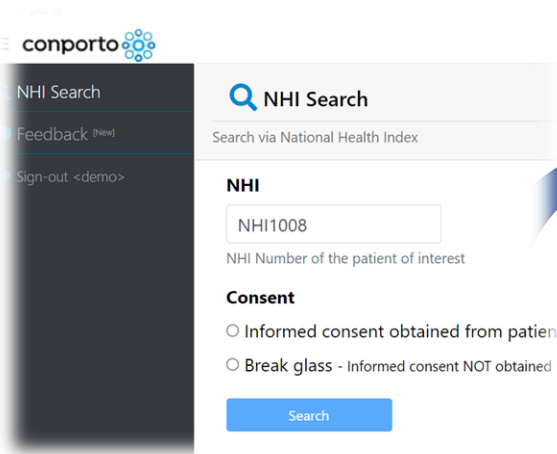 conporto
NHI Search
Feedback [New]
Sign-out <demo>
NHI Search
Search via National Health Index
NHI
NHI1008
NHI Number of the patient of interest
Consent
Informed consent obtained from patien
Break glass - Informed consent NOT obtained
Search